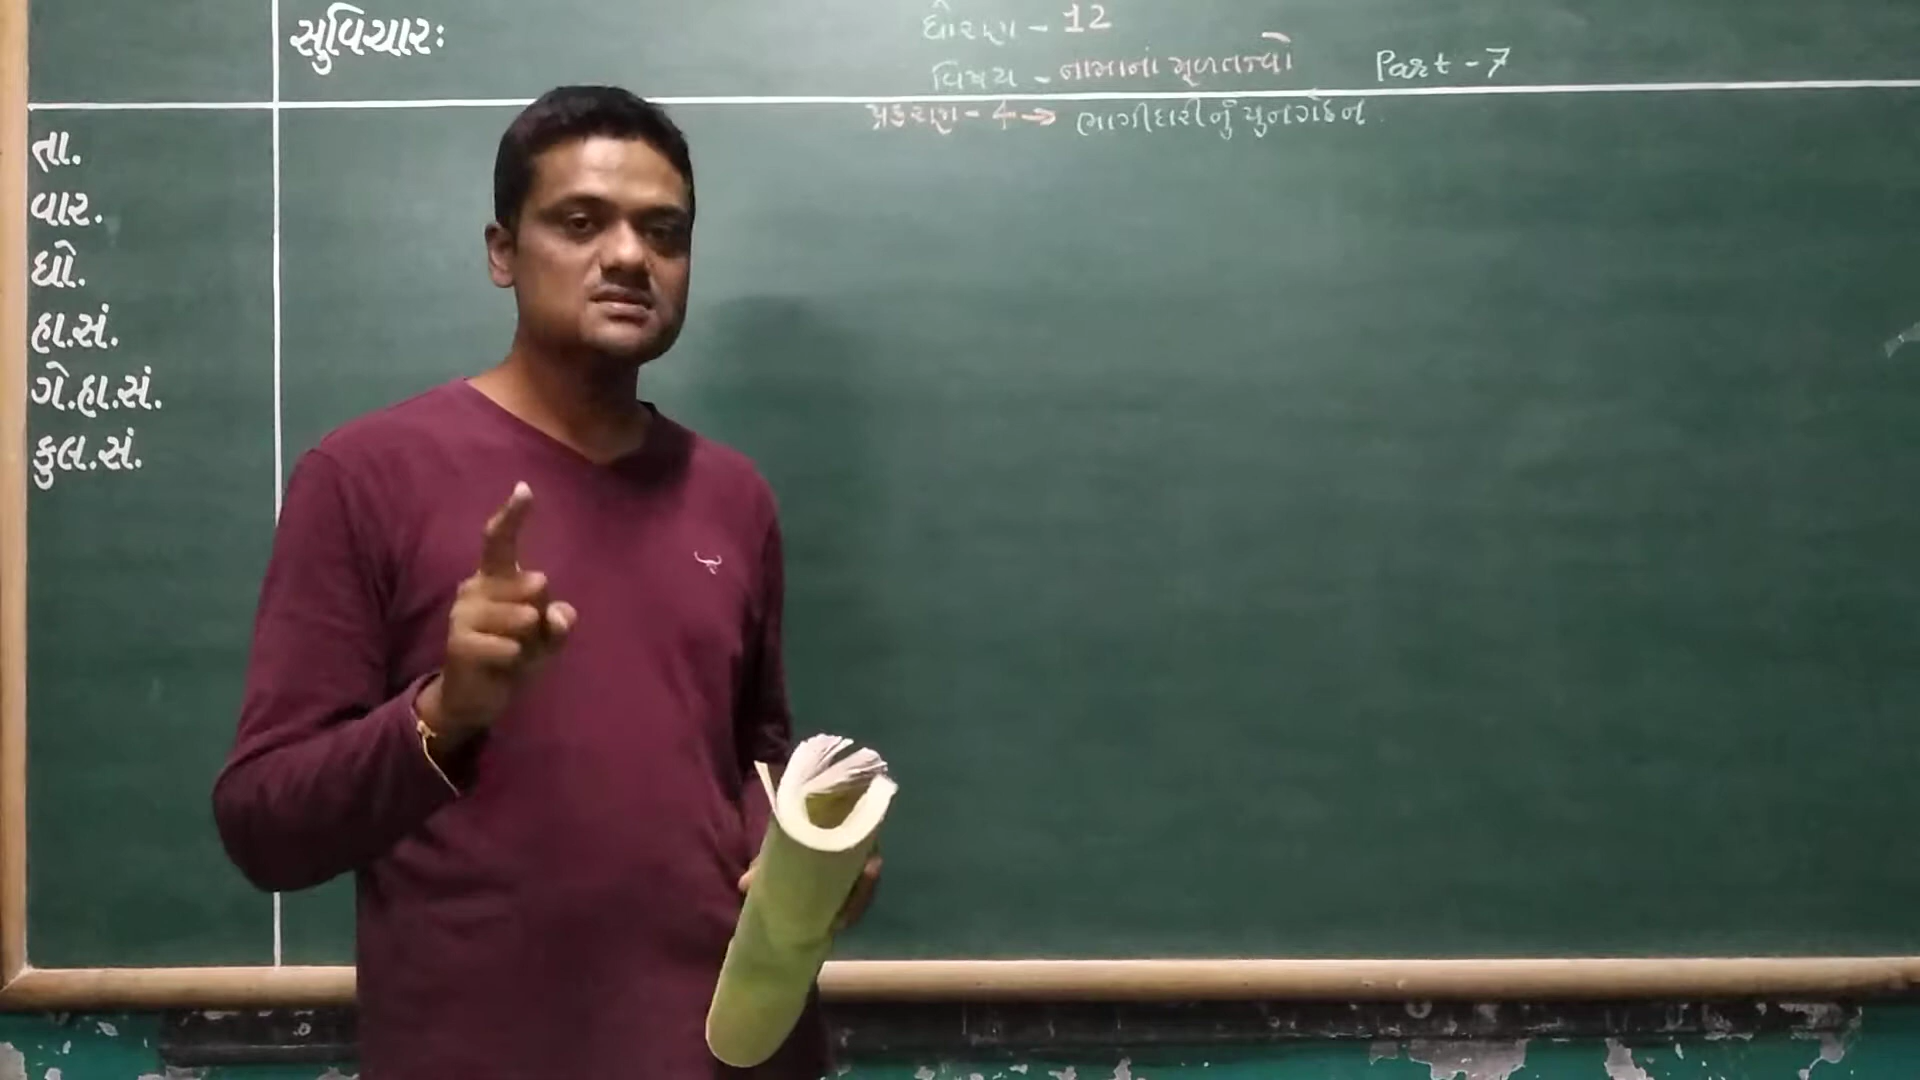 સુવિચારઃ
ધોરણ - 12
વિષય - નામાનાં મૂળતત્વો Part - 7
પ્રકરણ - 4 → ભાગીદારીનું પુનર્ગઠન
તા.
વાર.
ધો.
હા.સં.
ગે.હા.સં.
કુલ.સં.